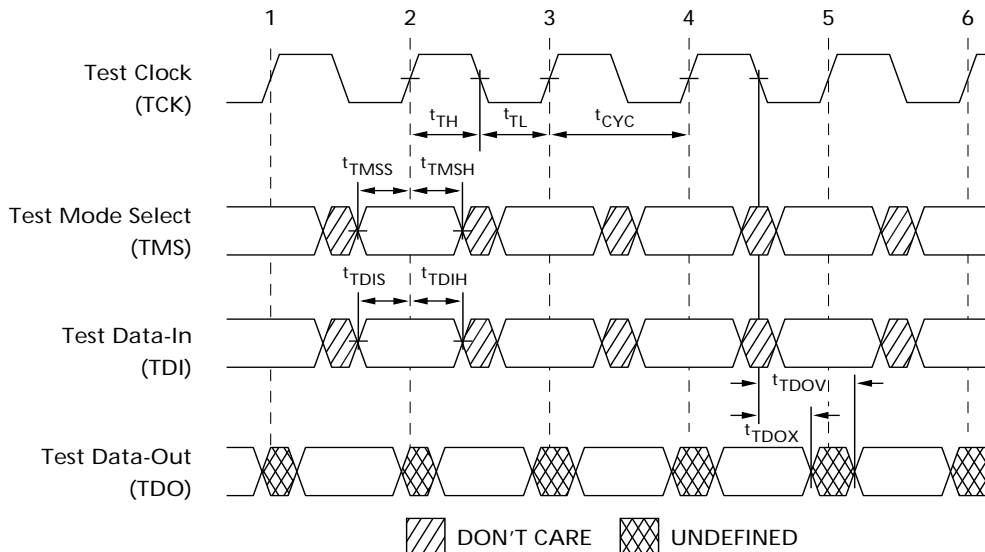 1 2 3 4 5 6
Test Clock
(TCK)
tTH tTL tCYC
tTMSS tTMSH
Test Mode Select
(TMS)
tTDIS tTDIH
Test Data-In
(TDI)
tTDOV
tTDOX
Test Data-Out
(TDO)
DON'T CARE UNDEFINED